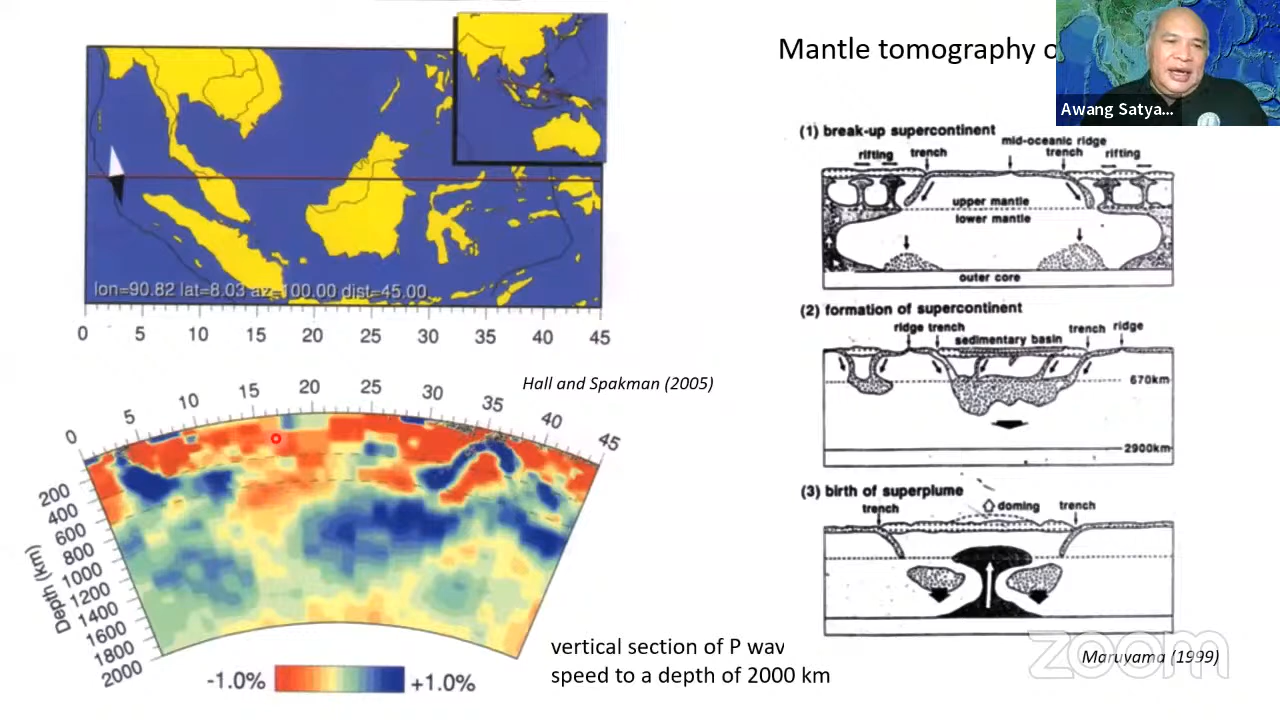 Mantle tomography o
Awang Satya...
lon=90.82 lat=8.03 az=100.00 dist=45.00
0 5 10 15 20 25 30 35 40 45
Hall and Spakman (2005)
0 5 10 15 20 25 30 35 40 45
200
400
600
800
1000
1200
1400
1600
1800
2000
Depth (km)
-1.0% +1.0%
vertical section of P wav
speed to a depth of 2000 km
(1) break-up supercontinent
mid-oceanic ridge
rifting trench trench rifting
upper mantle
lower mantle
outer core
(2) formation of supercontinent
ridge trench trench ridge
sedimentary basin
670km
2900km
(3) birth of superplume
trench doming trench
Maruyama (1999)
zoom